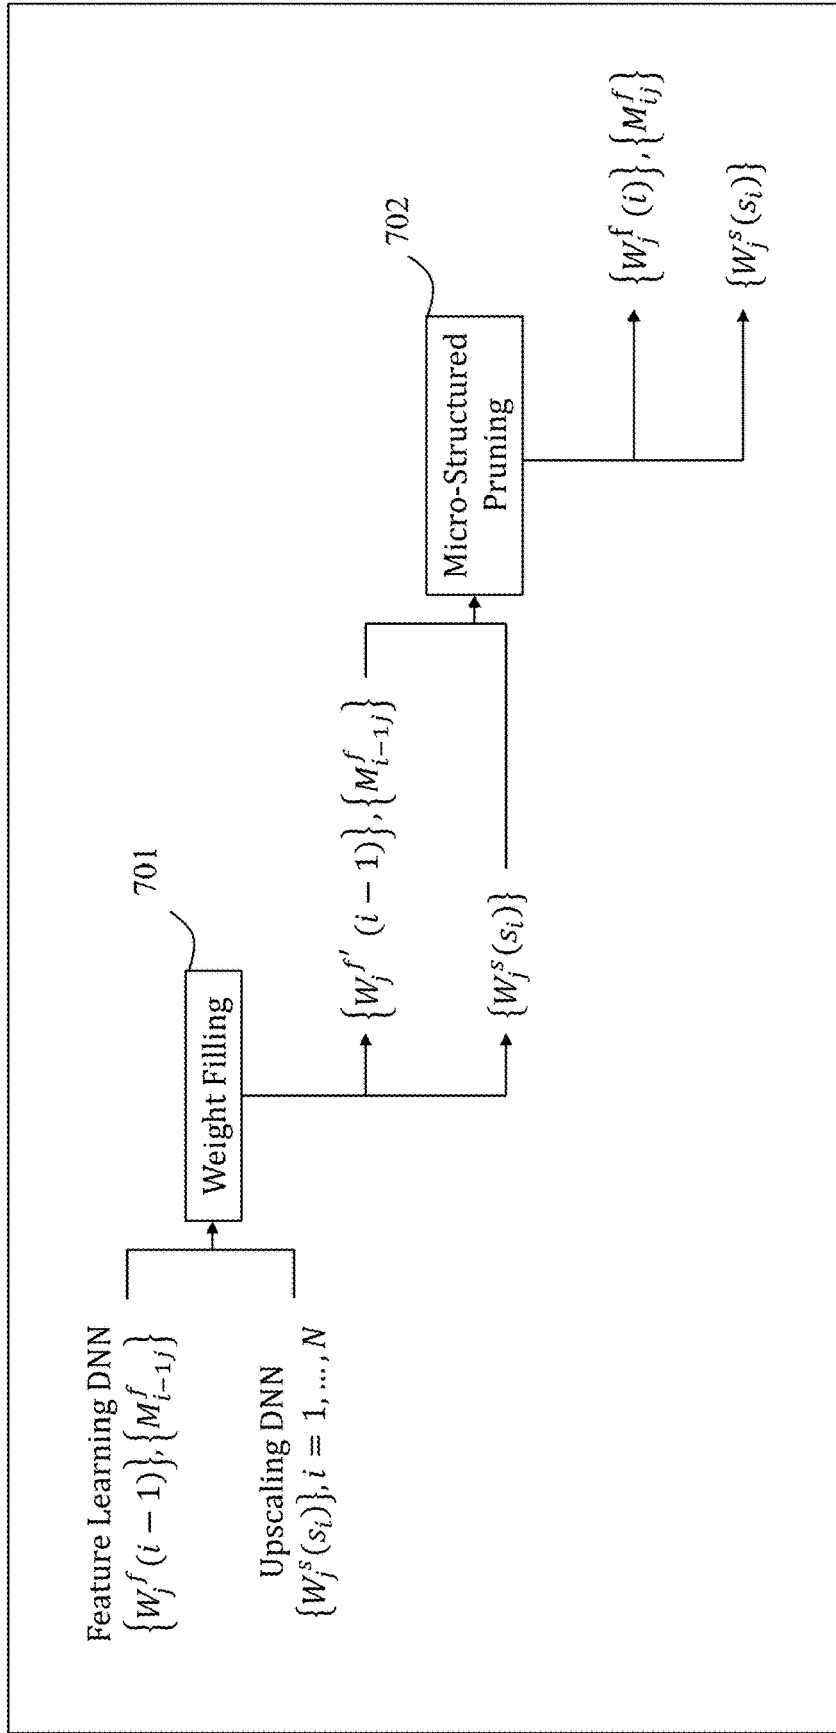 Feature Learning DNN
{W_j^f (i − 1)}, {M_{i−1j}^f}
Upscaling DNN
{W_j^s (s_i)}, i = 1, ..., N
Weight Filling
701
{W_j^{f'} (i − 1)}, {M_{i−1j}^f}
{W_j^s (s_i)}
Micro-Structured
Pruning
702
{W_j^f (i)}, {M_{ij}^f}
{W_j^s (s_i)}